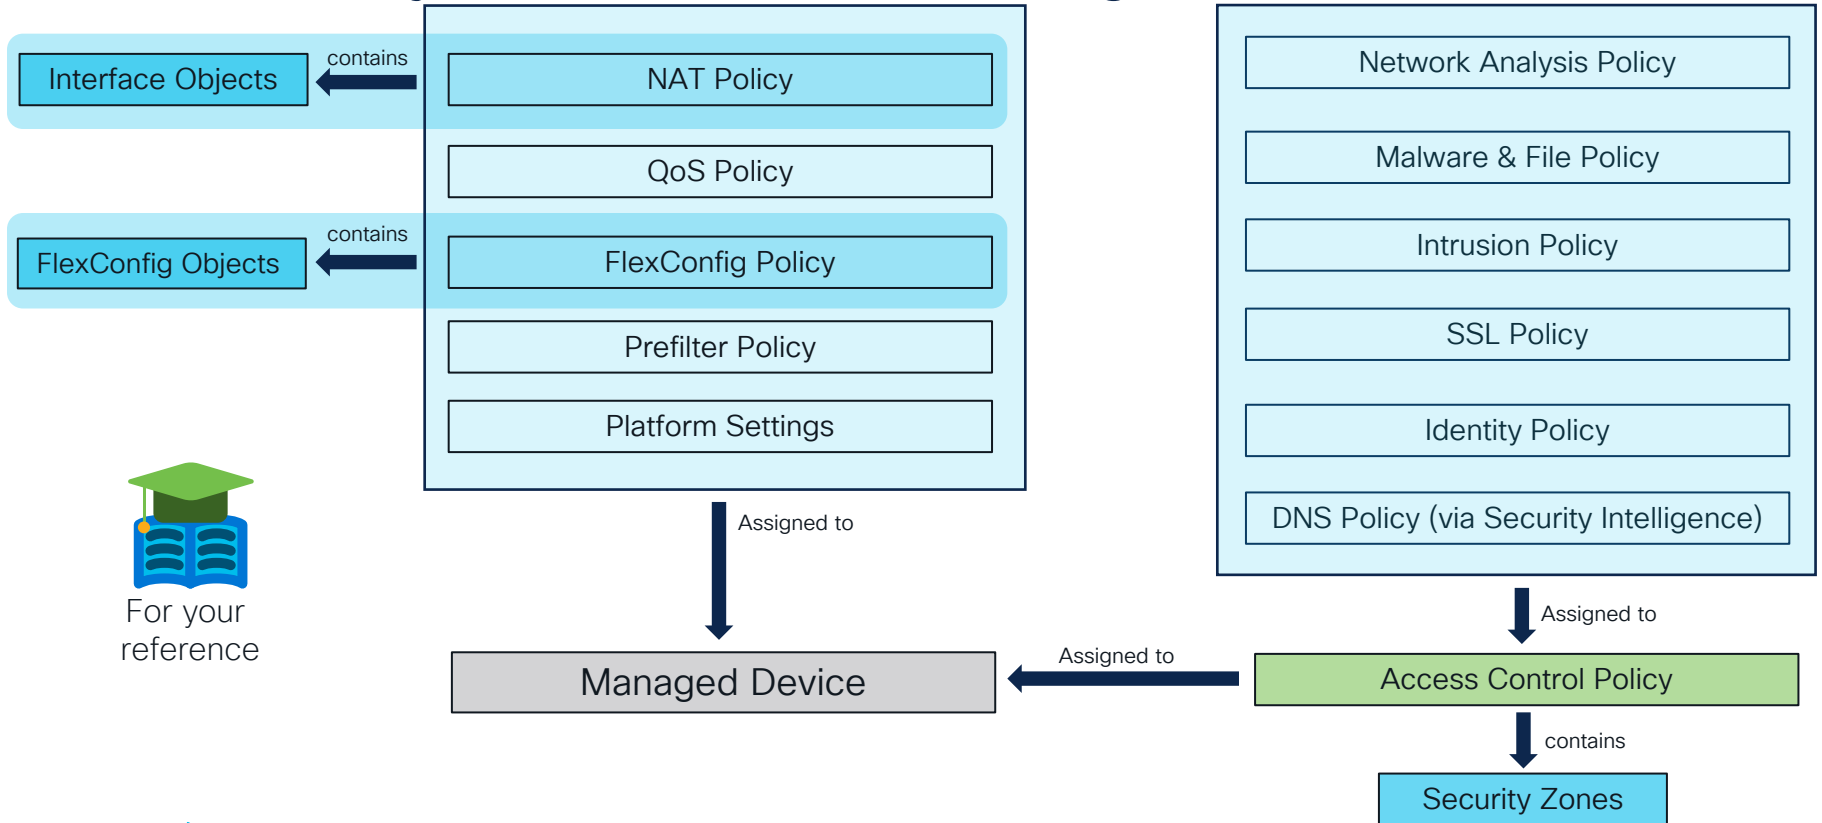 Interface Objects
contains
NAT Policy
QoS Policy
FlexConfig Objects
contains
FlexConfig Policy
Prefilter Policy
Platform Settings
Assigned to
For your
reference
Managed Device
Network Analysis Policy
Malware & File Policy
Intrusion Policy
SSL Policy
Identity Policy
DNS Policy (via Security Intelligence)
Assigned to
Assigned to
Access Control Policy
contains
Security Zones